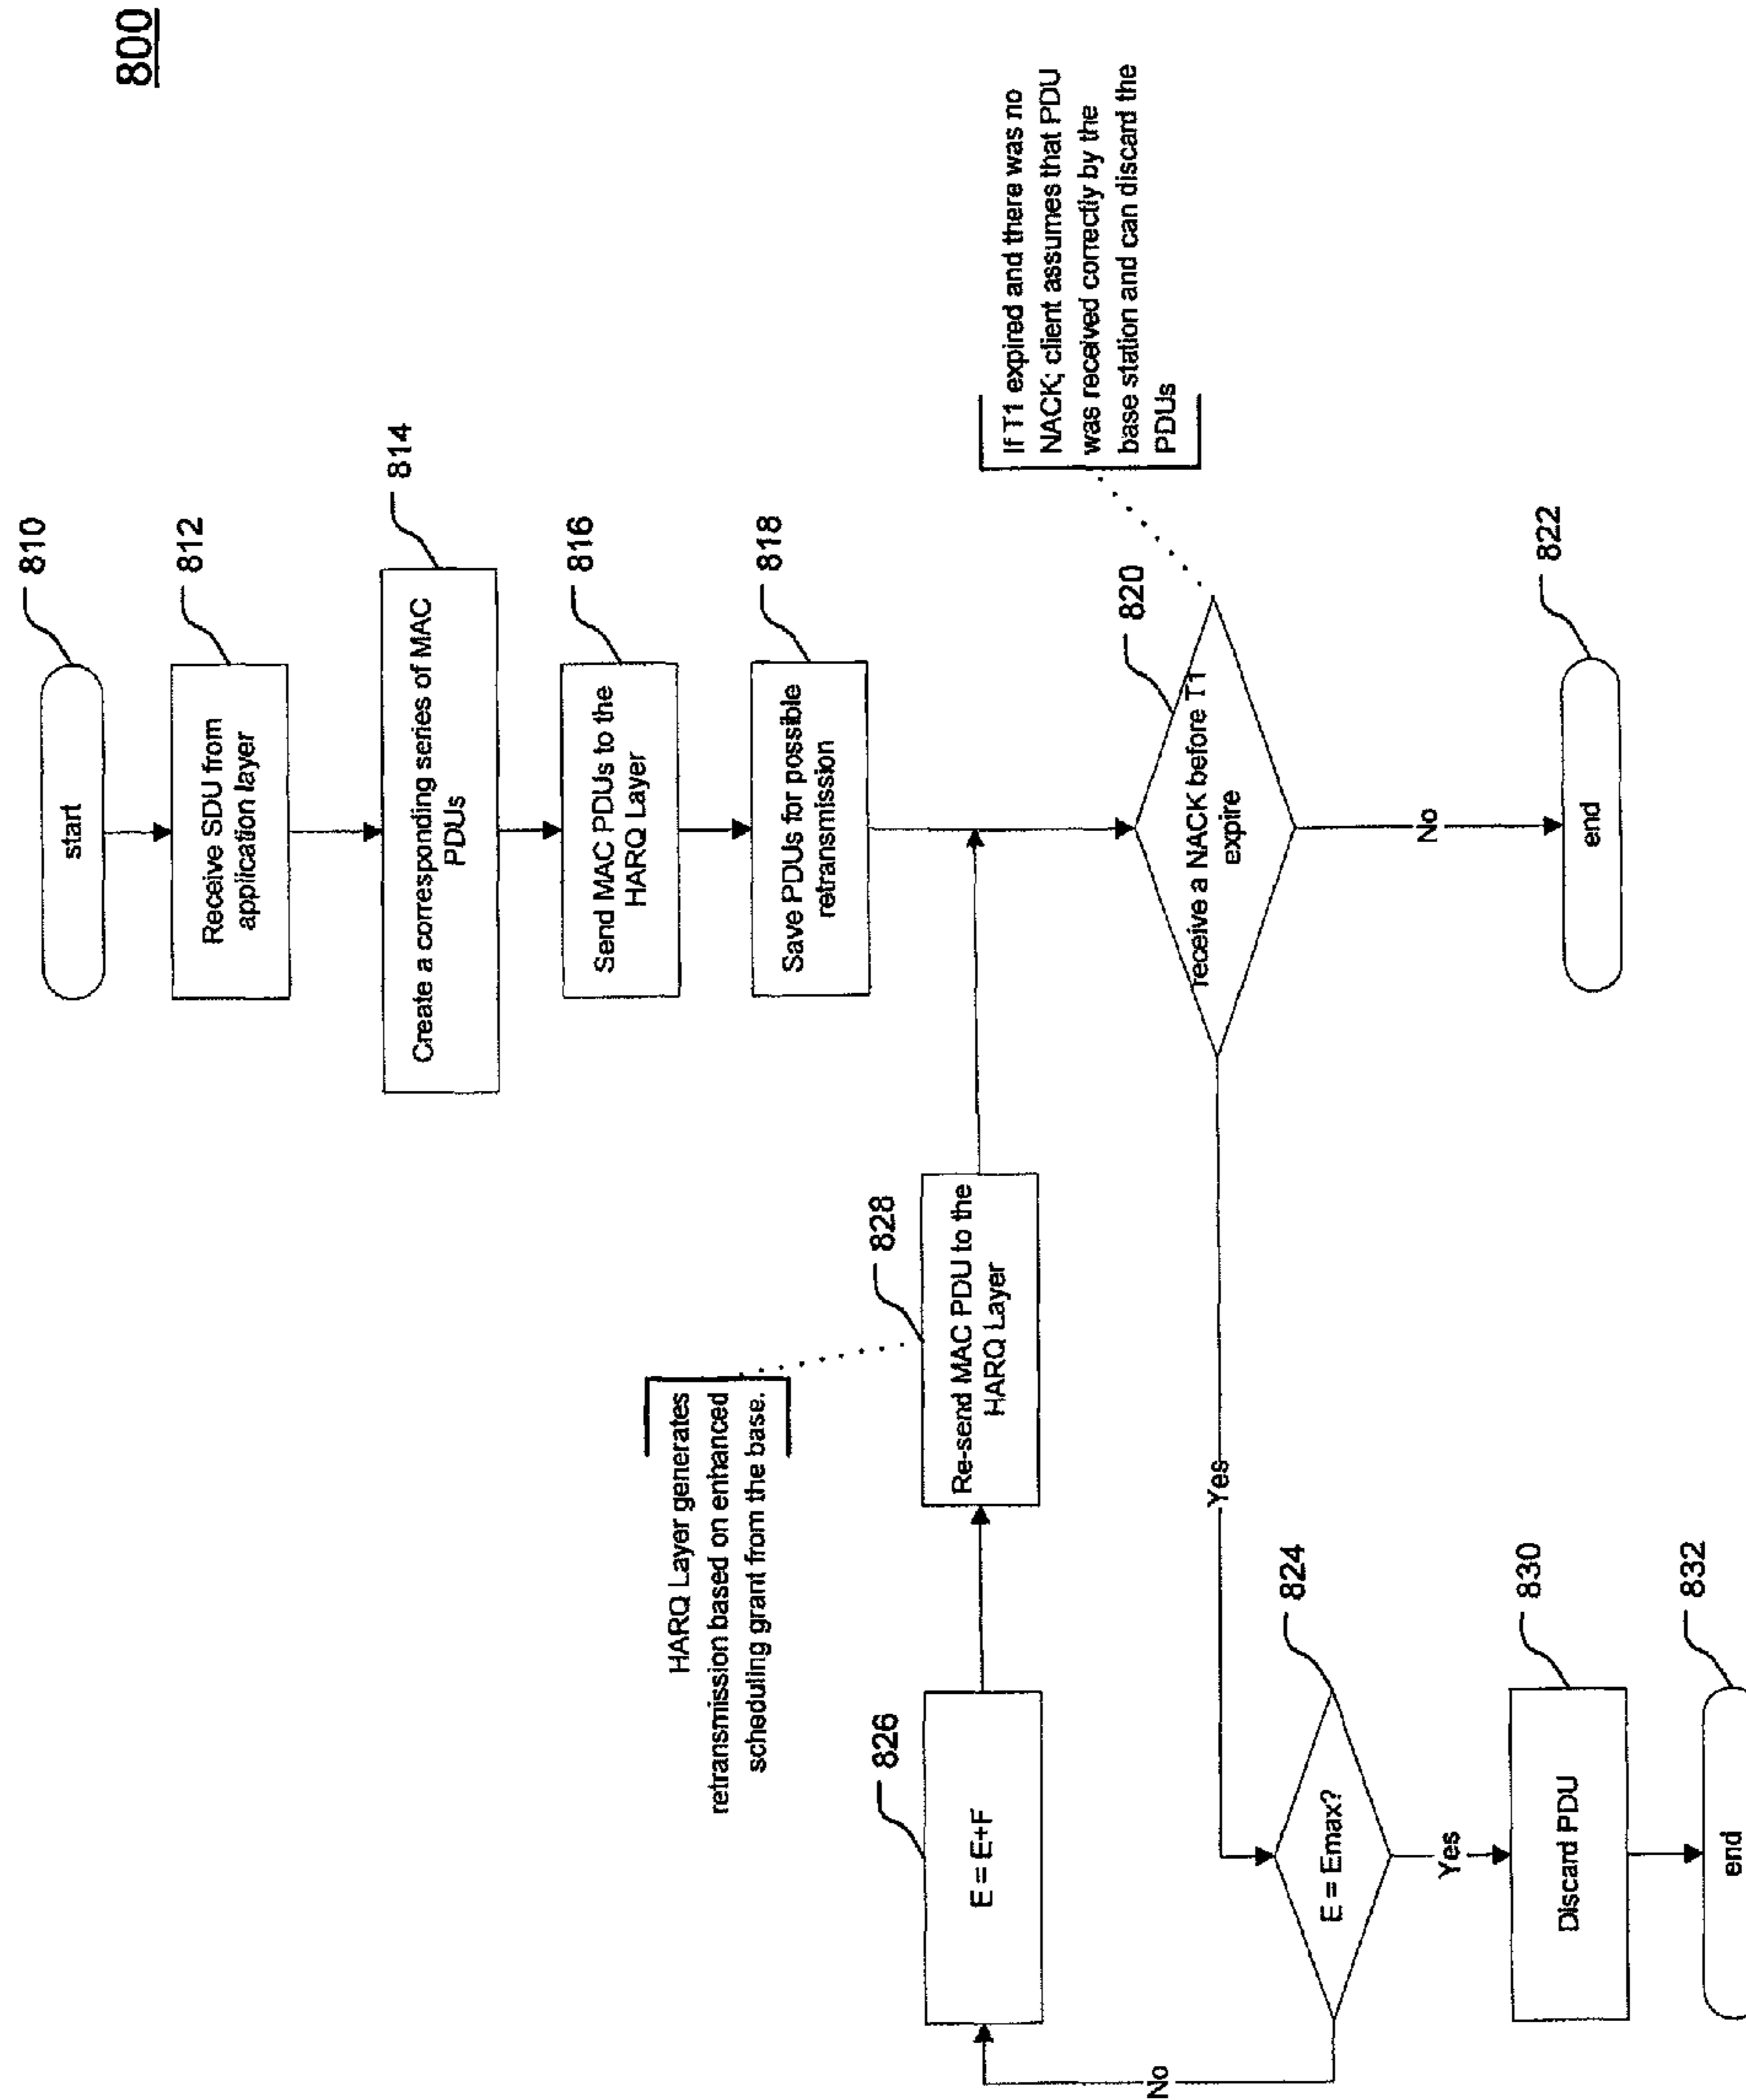 800
start
810
Receive SDU from
application layer
812
Create a corresponding series of MAC
PDUs
814
Send MAC PDUs to the
HARQ Layer
816
Save PDUs for possible
retransmission
818
HARQ Layer generates
retransmission based on enhanced
scheduling grant from the base.
826
E = E+F
828
Re-send MAC PDU to the
HARQ Layer
820
receive a NACK before T1
expire
If T1 expired and there was no
NACK; client assumes that PDU
was received correctly by the
base station and can discard the
PDUs
No
Yes
824
E = Emax?
No
Yes
822
end
830
Discard PDU
832
end